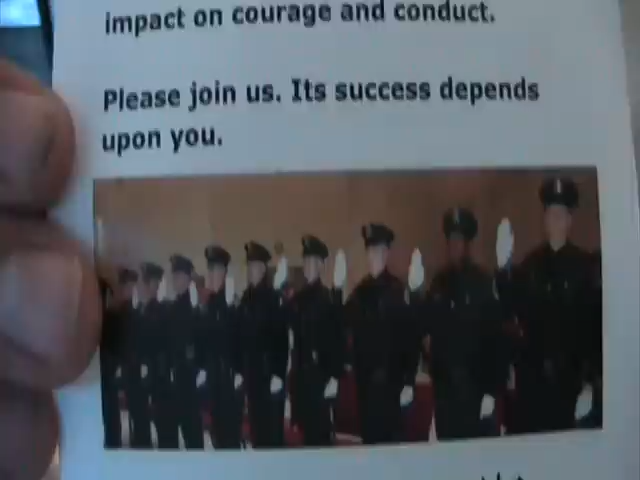 impact on courage and conduct.
Please join us. Its success depends
upon you.